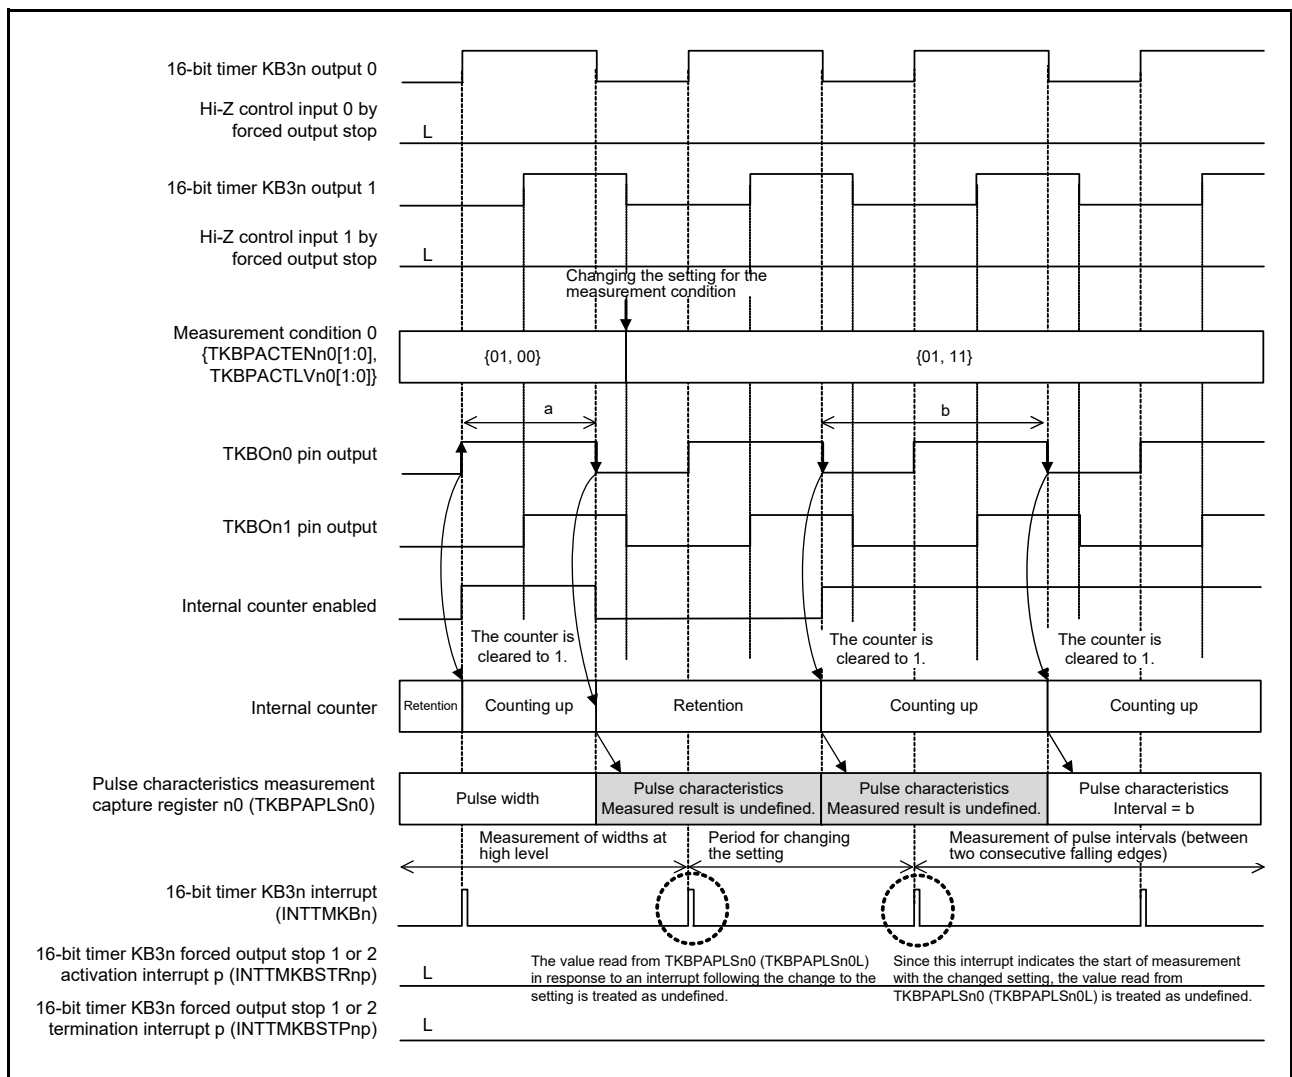 16-bit timer KB3n output 0
Hi-Z control input 0 by
forced output stop
L
16-bit timer KB3n output 1
Hi-Z control input 1 by
forced output stop
L
Changing the setting for the
measurement condition
Measurement condition 0
{TKBPACTENn0[1:0],
TKBPACTLVn0[1:0]}
{01, 00}
{01, 11}
a
b
TKBOn0 pin output
TKBOn1 pin output
Internal counter enabled
The counter is
cleared to 1.
The counter is
cleared to 1.
The counter is
cleared to 1.
Internal counter
Retention
Counting up
Retention
Counting up
Counting up
Pulse characteristics measurement
capture register n0 (TKBPAPLSn0)
Pulse width
Pulse characteristics
Measured result is undefined.
Pulse characteristics
Measured result is undefined.
Pulse characteristics
Interval = b
Measurement of widths at
high level
Period for changing
the setting
Measurement of pulse intervals (between
two consecutive falling edges)
16-bit timer KB3n interrupt
(INTTMKBn)
The value read from TKBPAPLSn0 (TKBPAPLSn0L)
in response to an interrupt following the change to the
setting is treated as undefined.
Since this interrupt indicates the start of measurement
with the changed setting, the value read from
TKBPAPLSn0 (TKBPAPLSn0L) is treated as undefined.
16-bit timer KB3n forced output stop 1 or 2
activation interrupt p (INTTMKBSTRnp)
L
16-bit timer KB3n forced output stop 1 or 2
termination interrupt p (INTTMKBSTPnp)
L